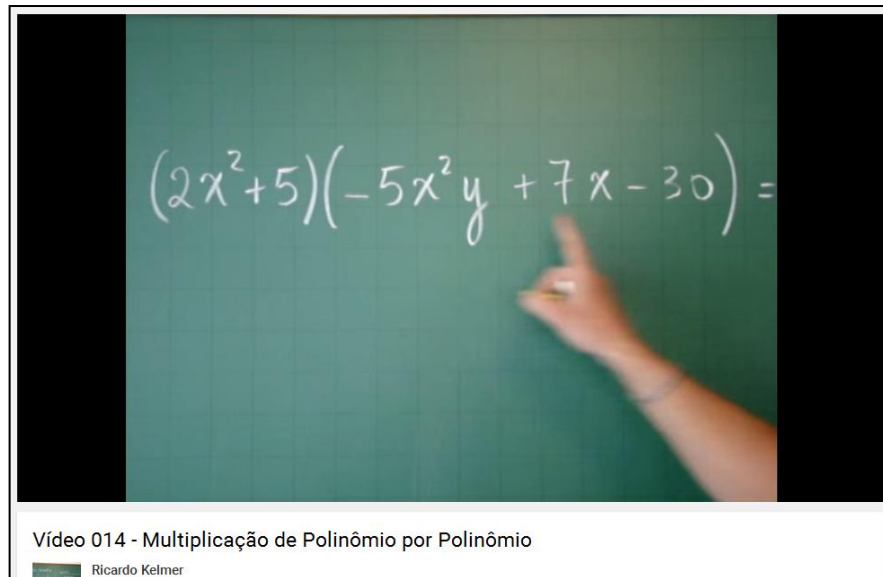 (2x²+5)(-5x²y +7x-30)=
Vídeo 014 - Multiplicação de Polinômio por Polinômio
Ricardo Kelmer